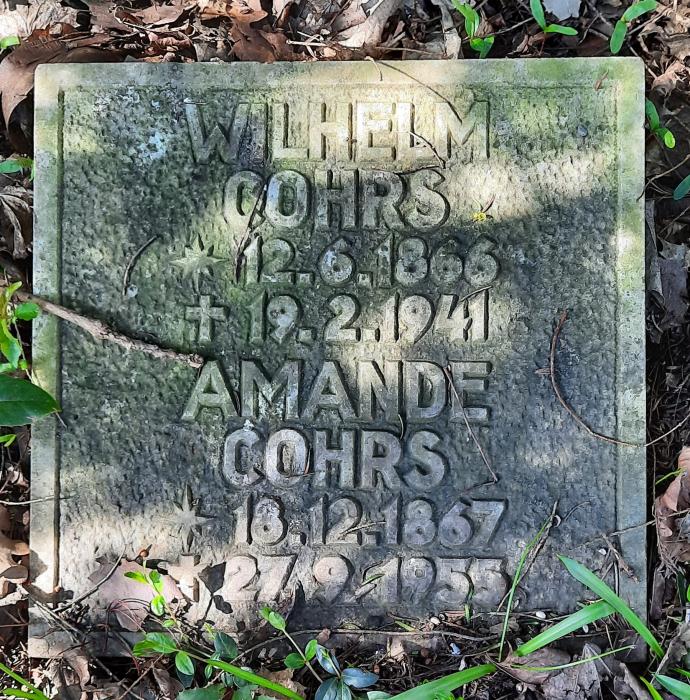 WILHELM
COHRS
* 12.6.1866
† 19.2.1941
AMANDE
COHRS
* 18.12.1867
† 27.9.1955